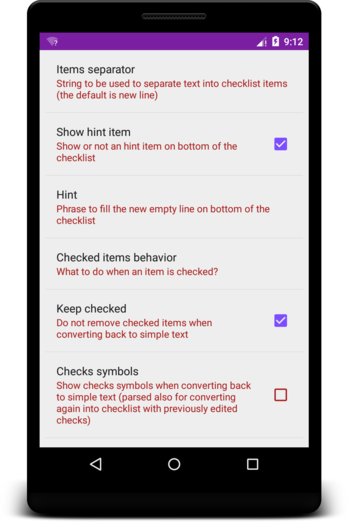 9:12
Items separator
String to be used to separate text into checklist items
(the default is new line)
Show hint item
Show or not an hint item on bottom of the
checklist
Hint
Phrase to fill the new empty line on bottom of the
checklist
Checked items behavior
What to do when an item is checked?
Keep checked
Do not remove checked items when
converting back to simple text
Checks symbols
Show checks symbols when converting back
to simple text (parsed also for converting
again into checklist with previously edited
checks)